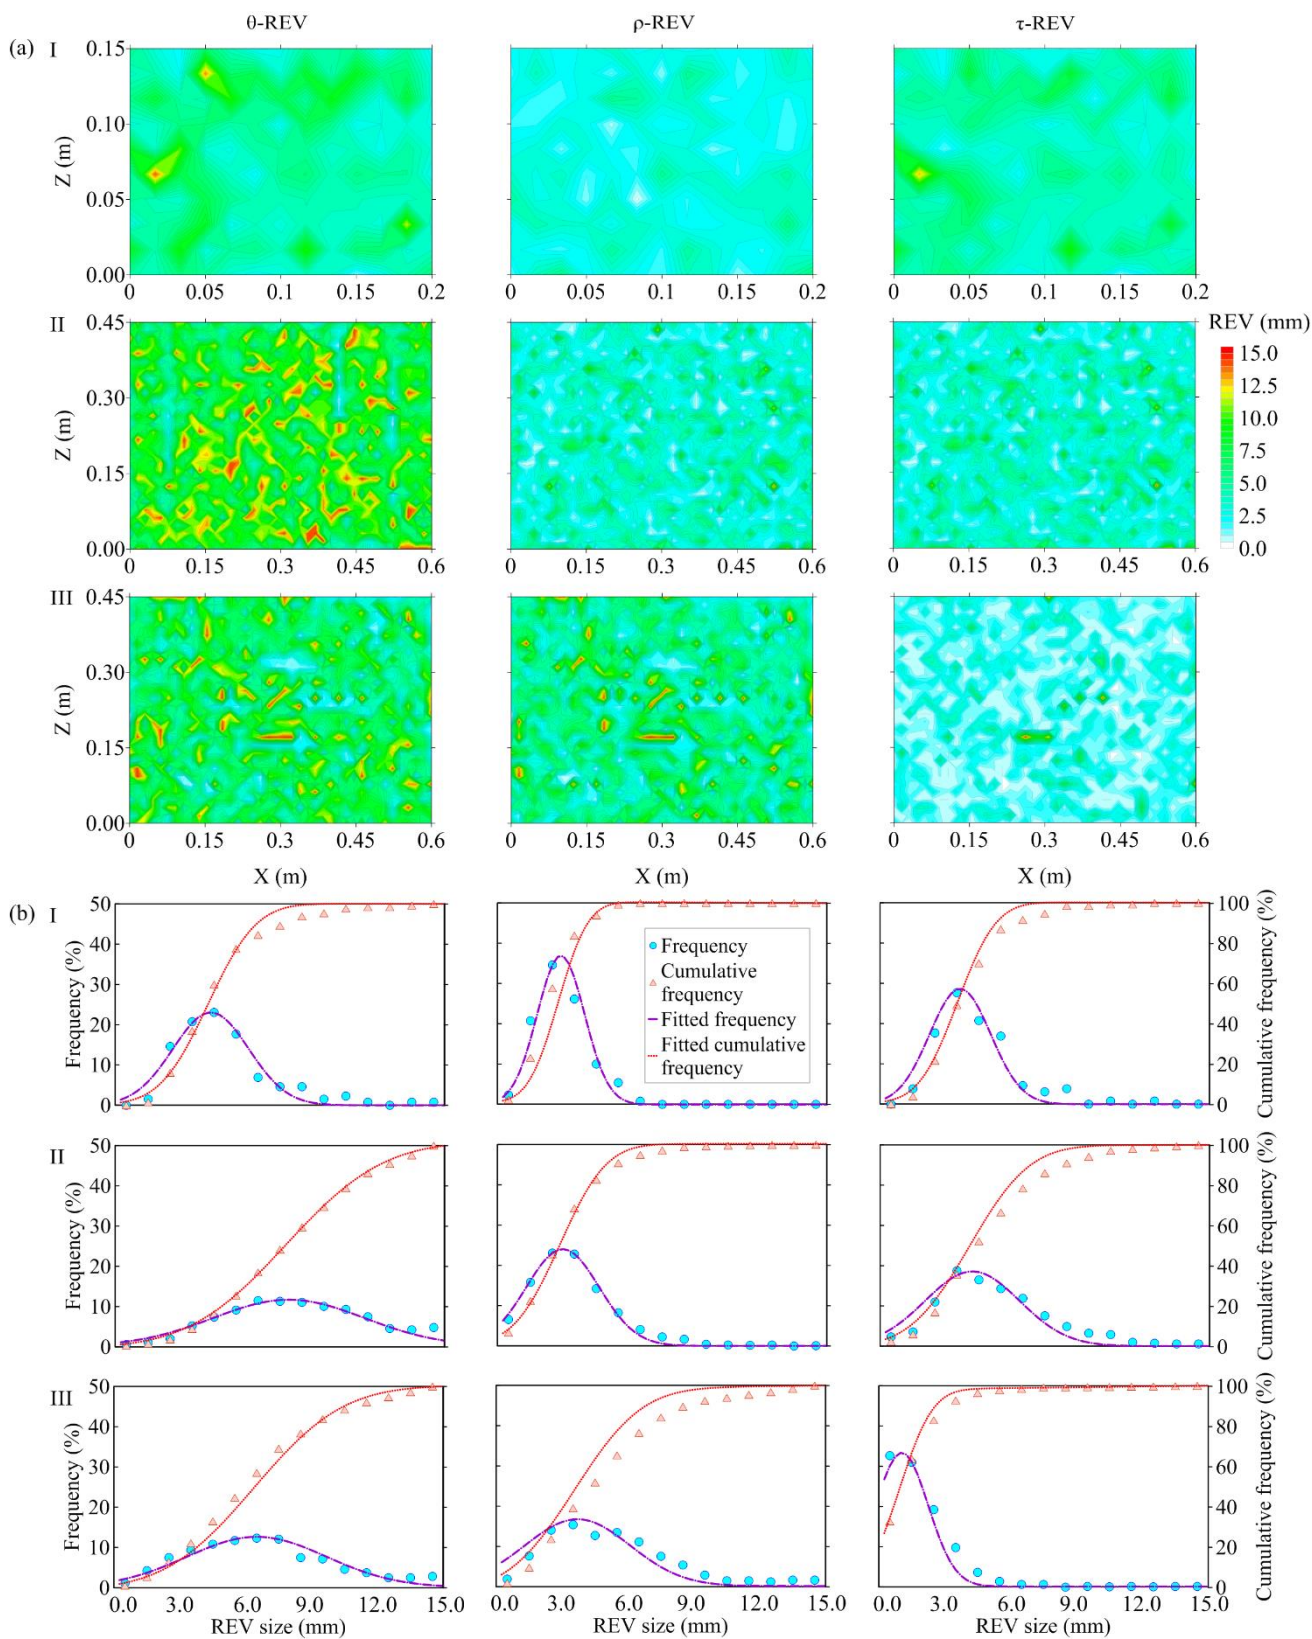 θ-REV ρ-REV τ-REV
(a) I
0.15
0.10
0.05
0.00
Z (m)
0 0.05 0.1 0.15 0.2
0 0.05 0.1 0.15 0.2
0 0.05 0.1 0.15 0.2
II
0.45
0.30
0.15
0.00
Z (m)
0 0.15 0.3 0.45 0.6
0 0.15 0.3 0.45 0.6
0 0.15 0.3 0.45 0.6
REV (mm)
15.0
12.5
10.0
7.5
5.0
2.5
0.0
III
0.45
0.30
0.15
0.00
Z (m)
0 0.15 0.3 0.45 0.6
0 0.15 0.3 0.45 0.6
0 0.15 0.3 0.45 0.6
X (m) X (m) X (m)
(b) I
50
40
30
20
10
0
Frequency (%)
Frequency
Cumulative
frequency
Fitted frequency
Fitted cumulative
frequency
100
80
60
40
20
0
Cumulative frequency (%)
II
50
40
30
20
10
0
Frequency (%)
100
80
60
40
20
0
Cumulative frequency (%)
III
50
40
30
20
10
0
Frequency (%)
100
80
60
40
20
0
Cumulative frequency (%)
0.0 3.0 6.0 9.0 12.0 15.0
0.0 3.0 6.0 9.0 12.0 15.0
0.0 3.0 6.0 9.0 12.0 15.0
REV size (mm) REV size (mm) REV size (mm)